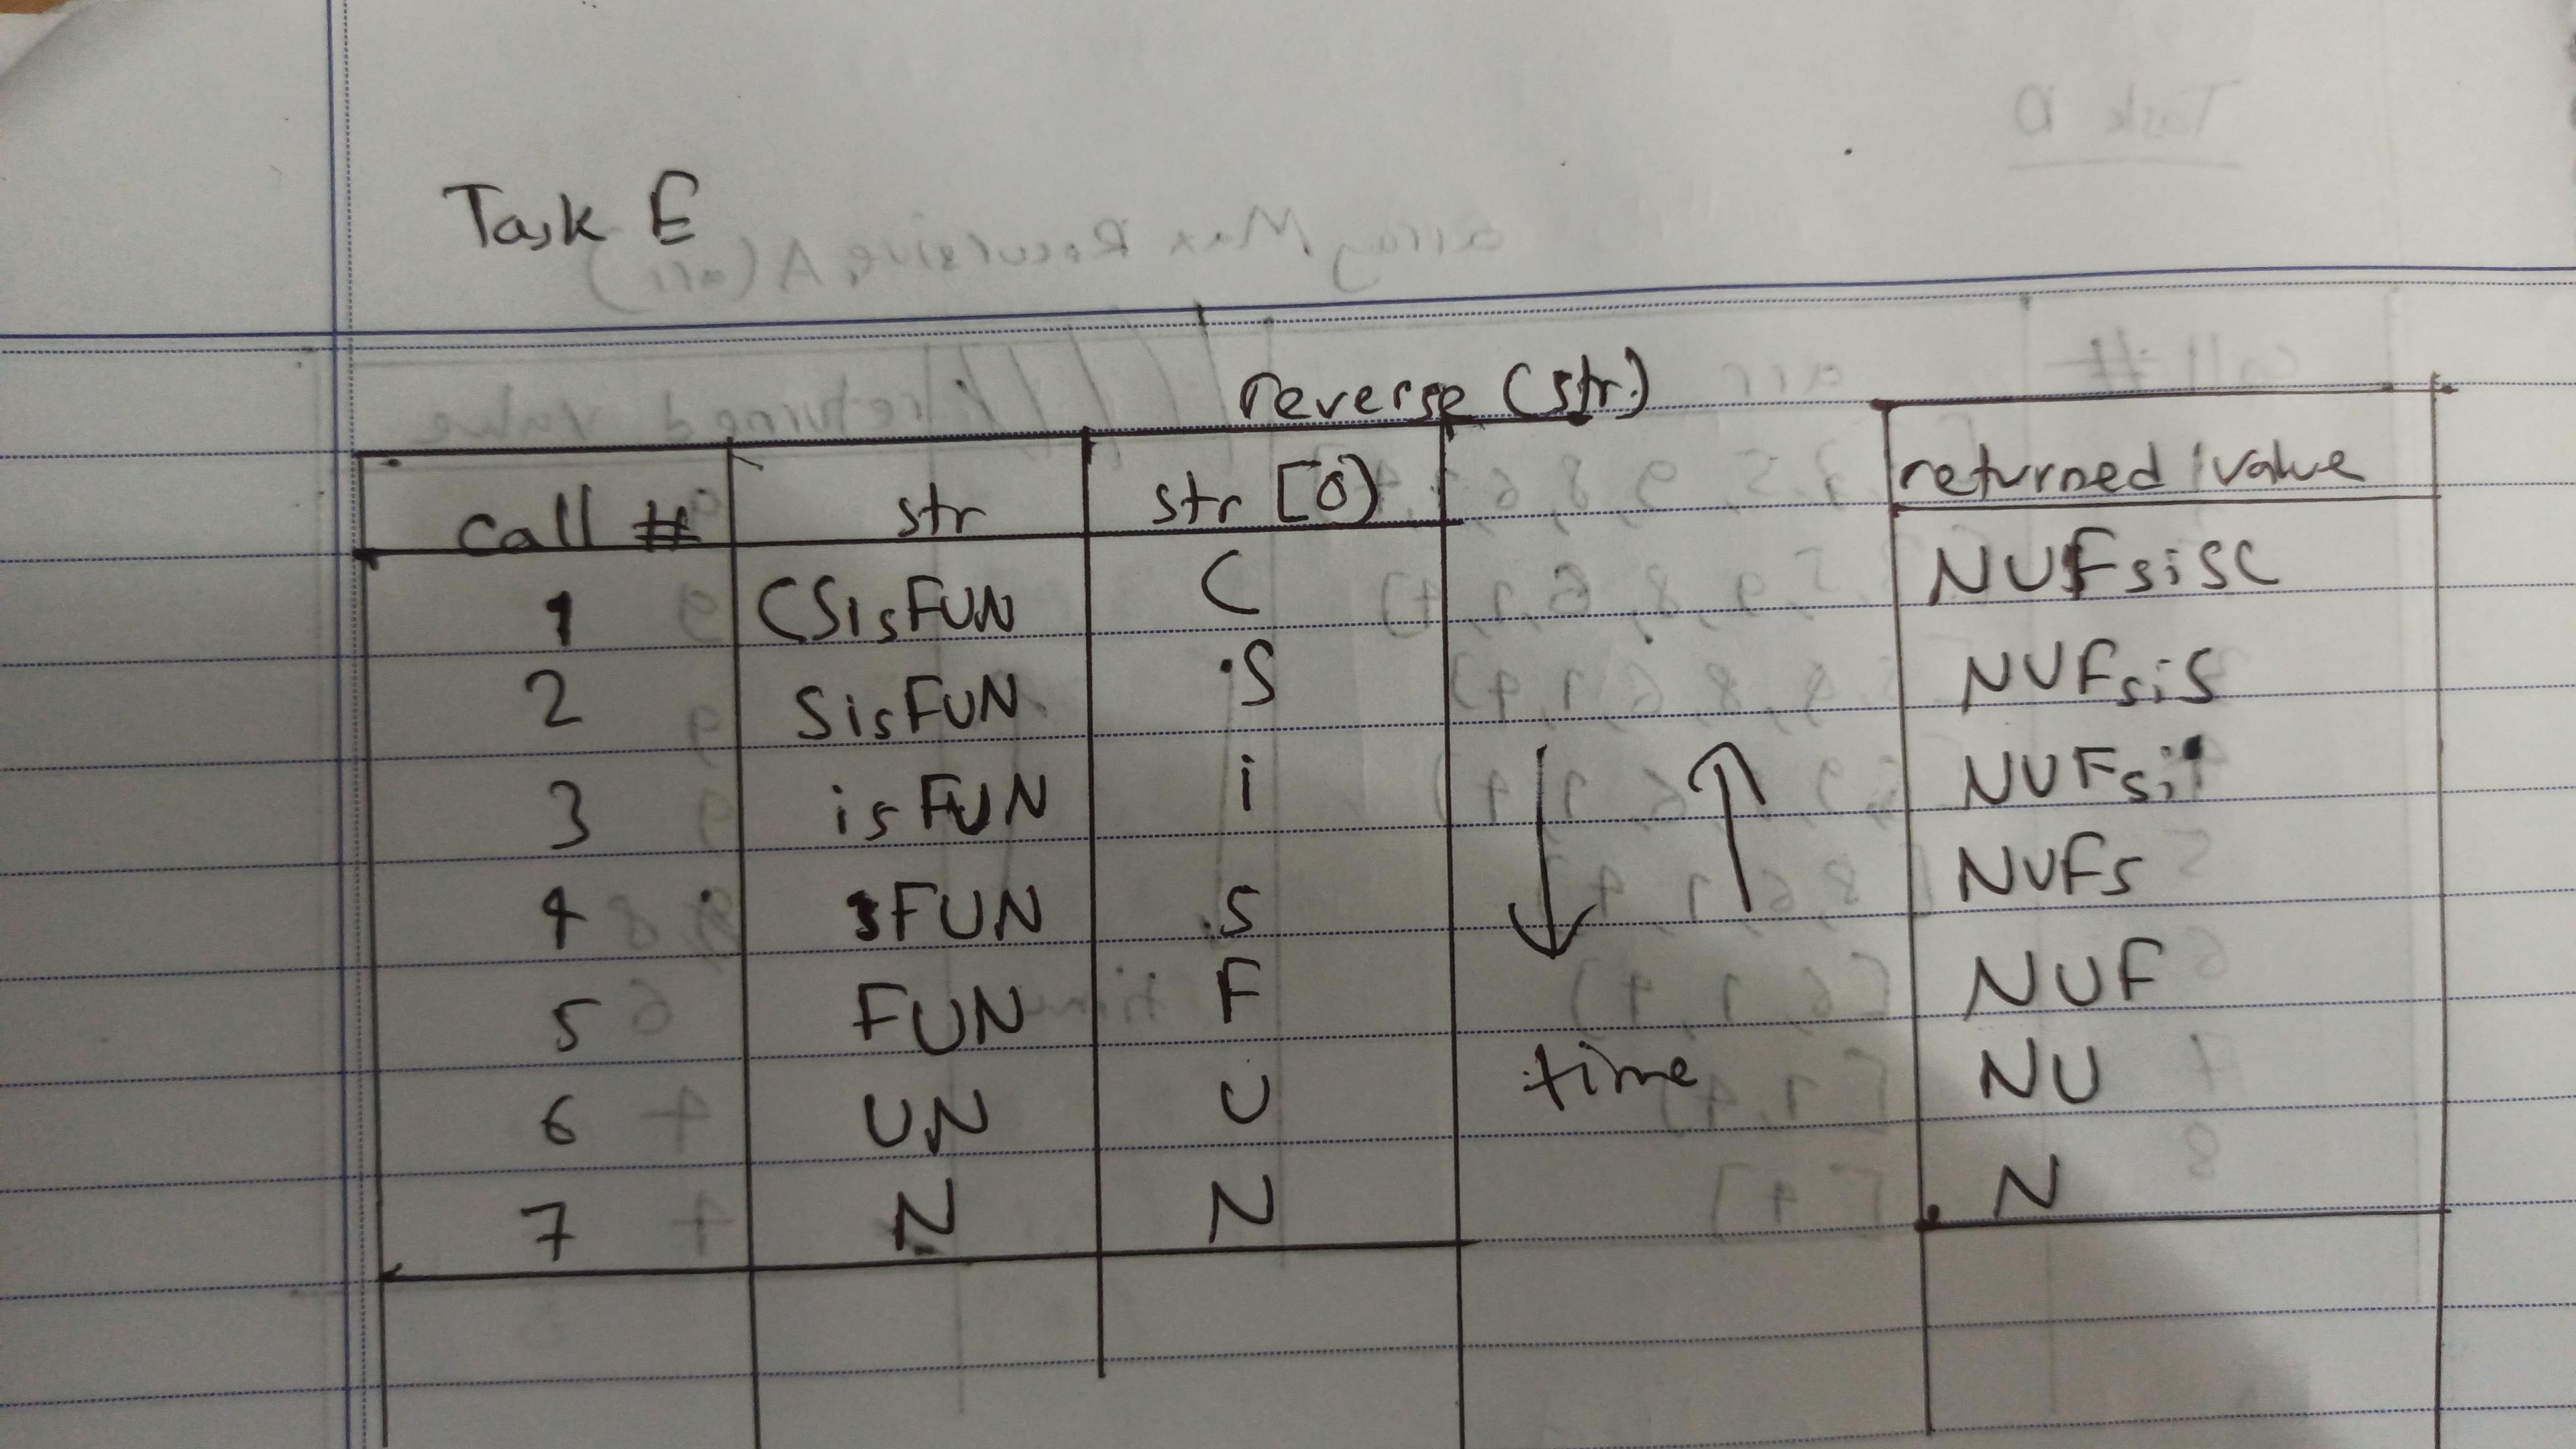 Task E
reverse (str.)
call # str str [0) returned value
1 CSisFUN C NUFsiSC
2 SisFUN S NUFsiS
3 isFUN i NUFsi
4 sFUN S NUFs
5 FUN F NUF
6 UN U NU
time
7 N N N